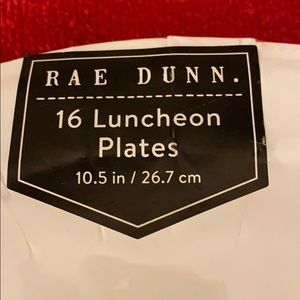 RAE DUNN.
16 Luncheon
Plates
10.5 in / 26.7 cm